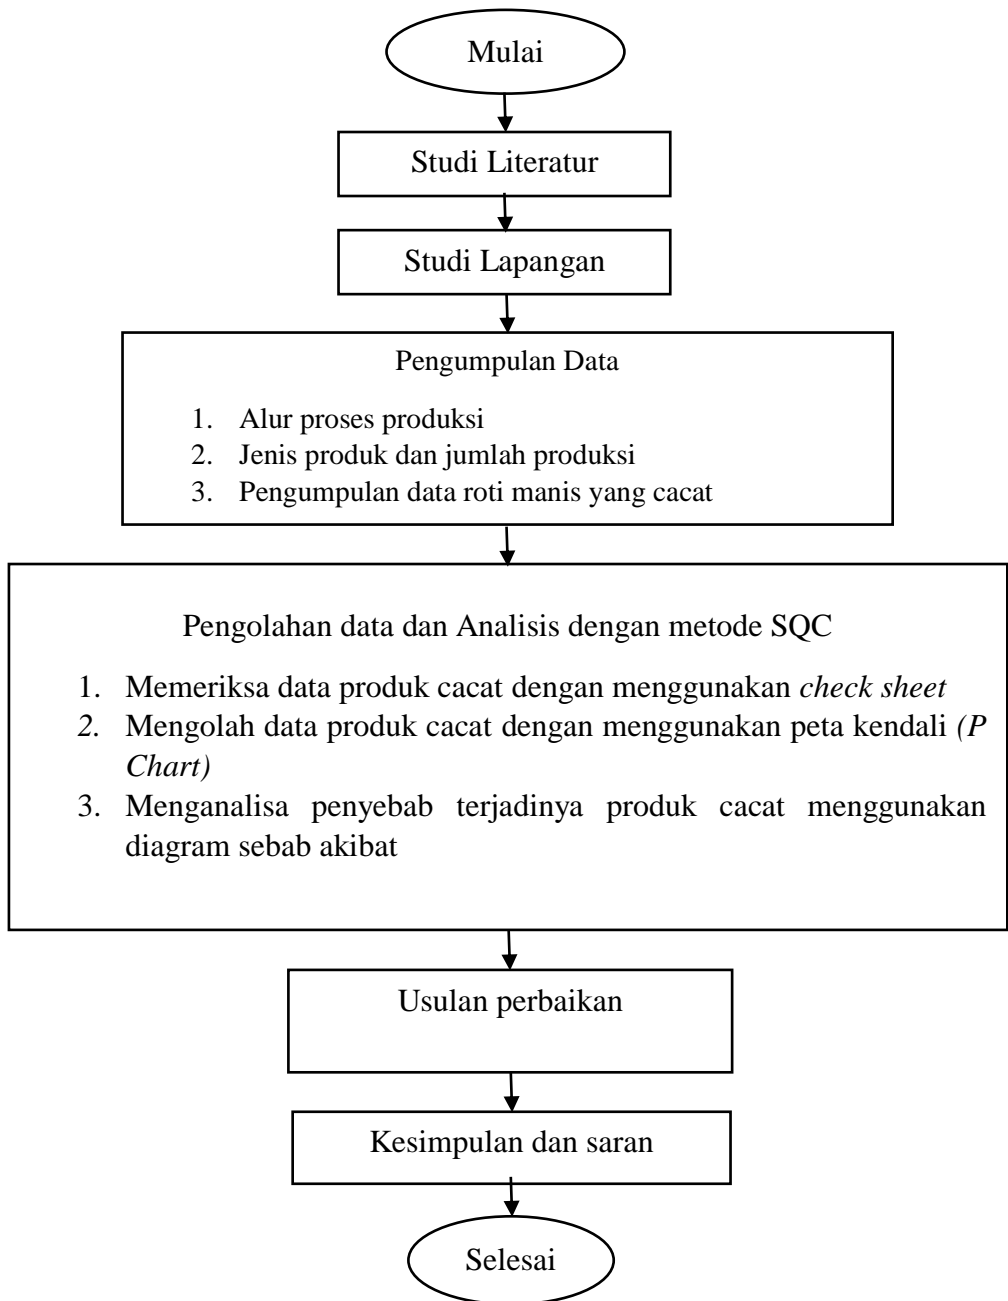 Mulai
Studi Literatur
Studi Lapangan
Pengumpulan Data
1. Alur proses produksi
2. Jenis produk dan jumlah produksi
3. Pengumpulan data roti manis yang cacat
Pengolahan data dan Analisis dengan metode SQC
1. Memeriksa data produk cacat dengan menggunakan check sheet
2. Mengolah data produk cacat dengan menggunakan peta kendali (P
Chart)
3. Menganalisa penyebab terjadinya produk cacat menggunakan
diagram sebab akibat
Usulan perbaikan
Kesimpulan dan saran
Selesai